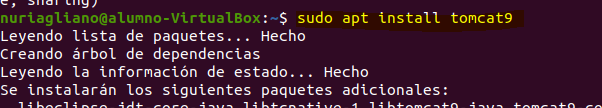 e, sharing)
nuriagliano@alumno-VirtualBox:~$ sudo apt install tomcat9
Leyendo lista de paquetes... Hecho
Creando árbol de dependencias
Leyendo la información de estado... Hecho
Se instalarán los siguientes paquetes adicionales:
libeclipse-jdt-core-java libtcnative-1 libtomcat9-java tomcat9-co